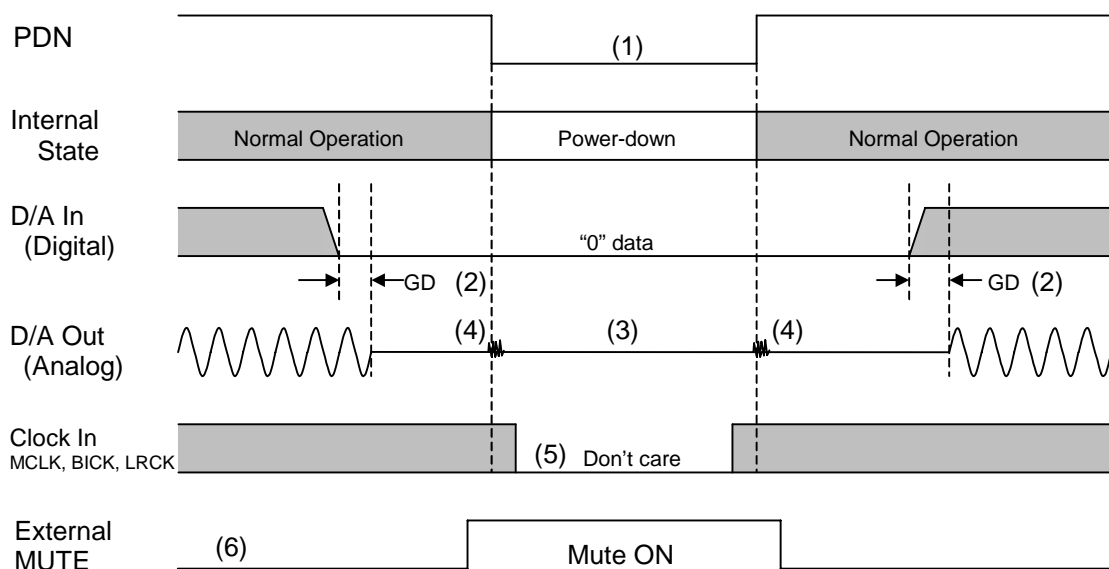 PDN
(1)
Internal
State
Normal Operation
Power-down
Normal Operation
D/A In
(Digital)
“0” data
GD (2)
GD (2)
D/A Out
(Analog)
(4)
(3)
(4)
Clock In
MCLK, BICK, LRCK
(5) Don’t care
External
MUTE
(6)
Mute ON